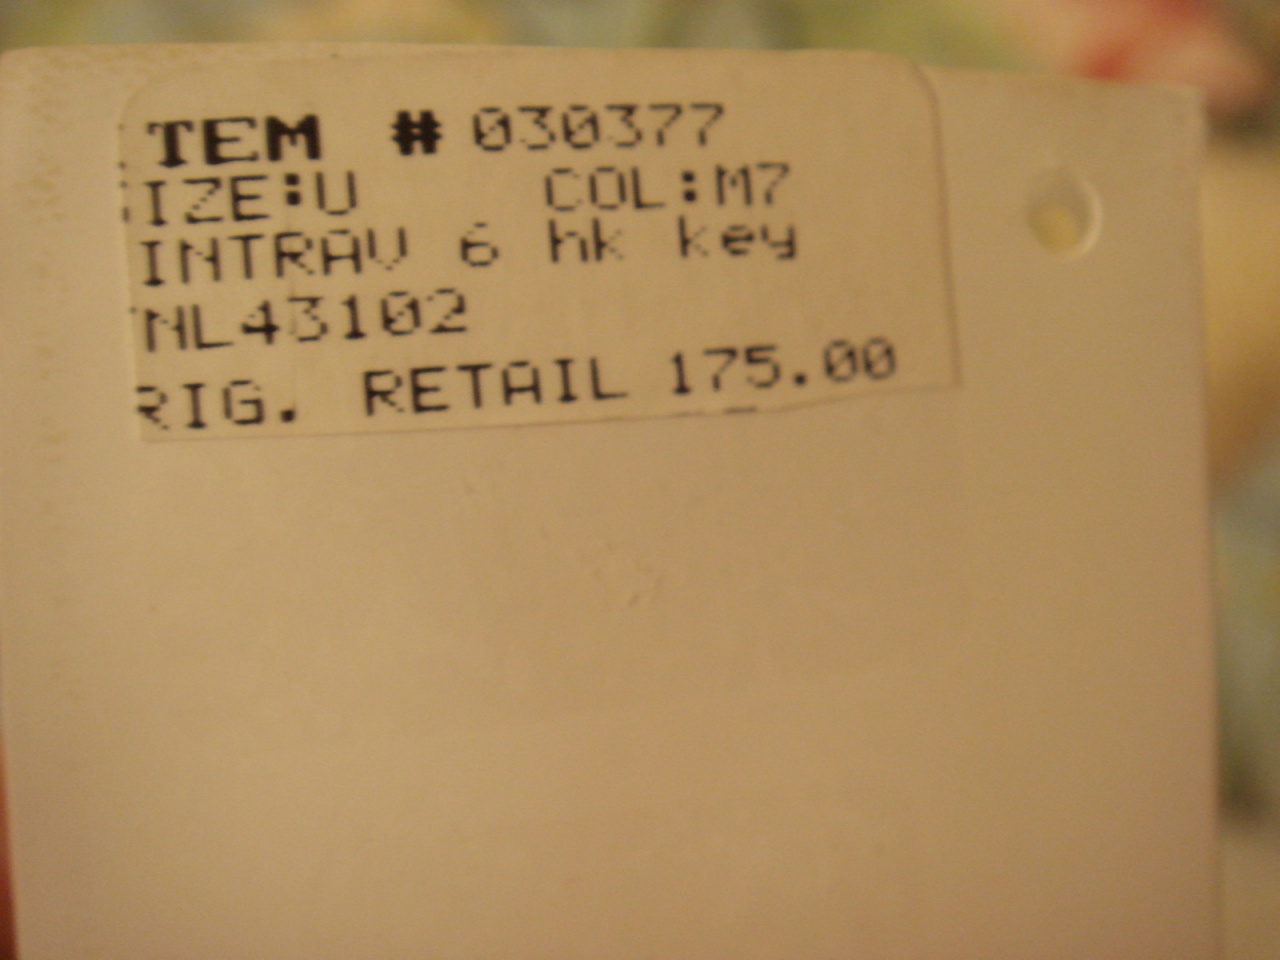 TEM # 030377
IZE:U COL:M7
INTRAV 6 hk key
NL43102
RIG. RETAIL 175.00